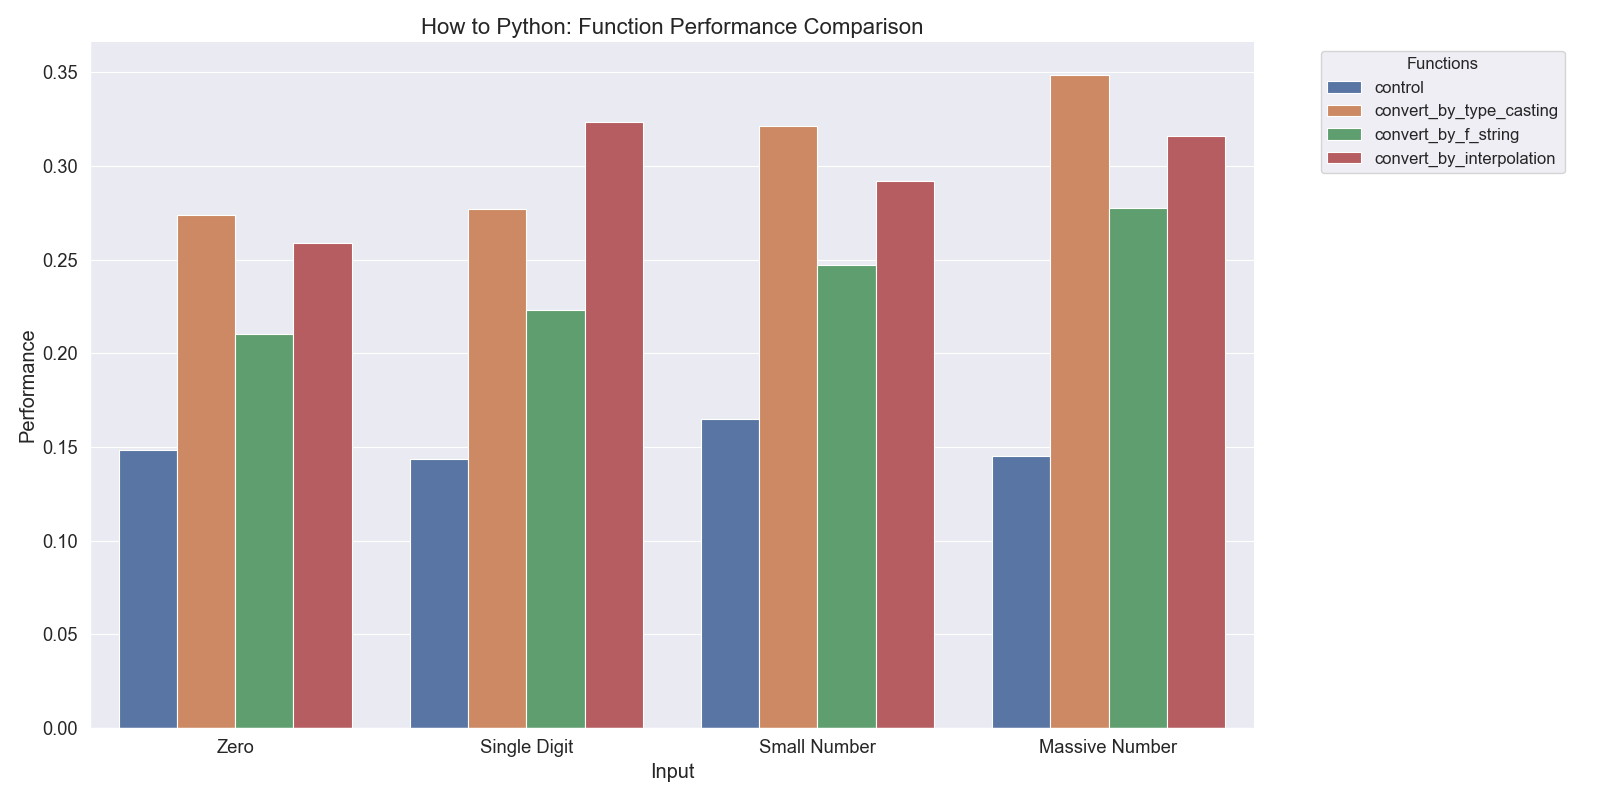 How to Python: Function Performance Comparison
Performance
0.35
0.30
0.25
0.20
0.15
0.10
0.05
0.00
Zero
Single Digit
Small Number
Massive Number
Input
Functions
control
convert_by_type_casting
convert_by_f_string
convert_by_interpolation